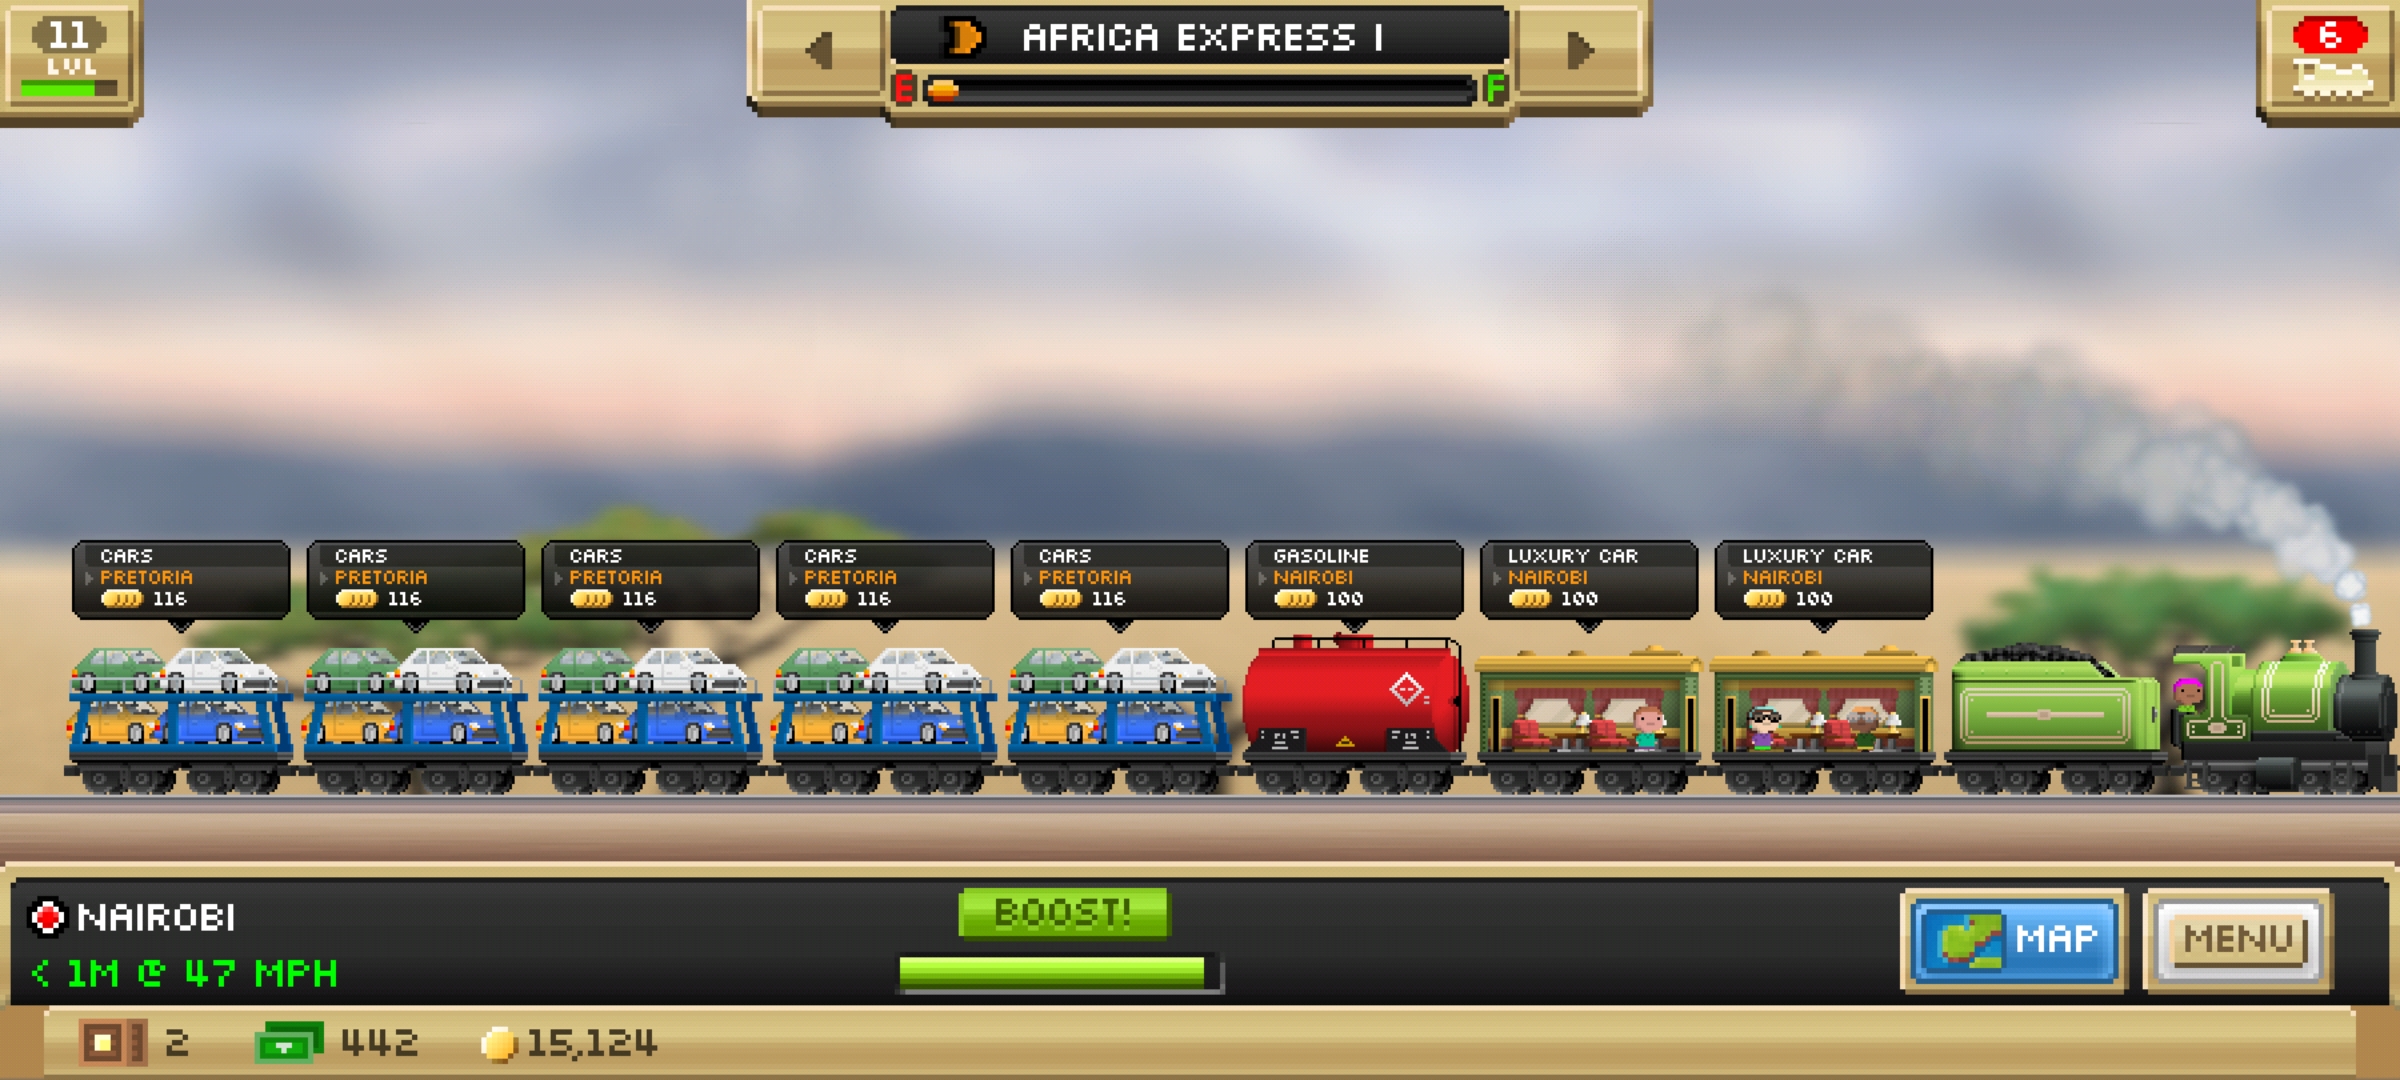 11
LVL
AFRICA EXPRESS I
E F
6
CARS
PRETORIA
116
CARS
PRETORIA
116
CARS
PRETORIA
116
CARS
PRETORIA
116
CARS
PRETORIA
116
GASOLINE
NAIROBI
100
LUXURY CAR
NAIROBI
100
LUXURY CAR
NAIROBI
100
NAIROBI
< 1M @ 47 MPH
BOOST!
MAP
MENU
2
442
15,124